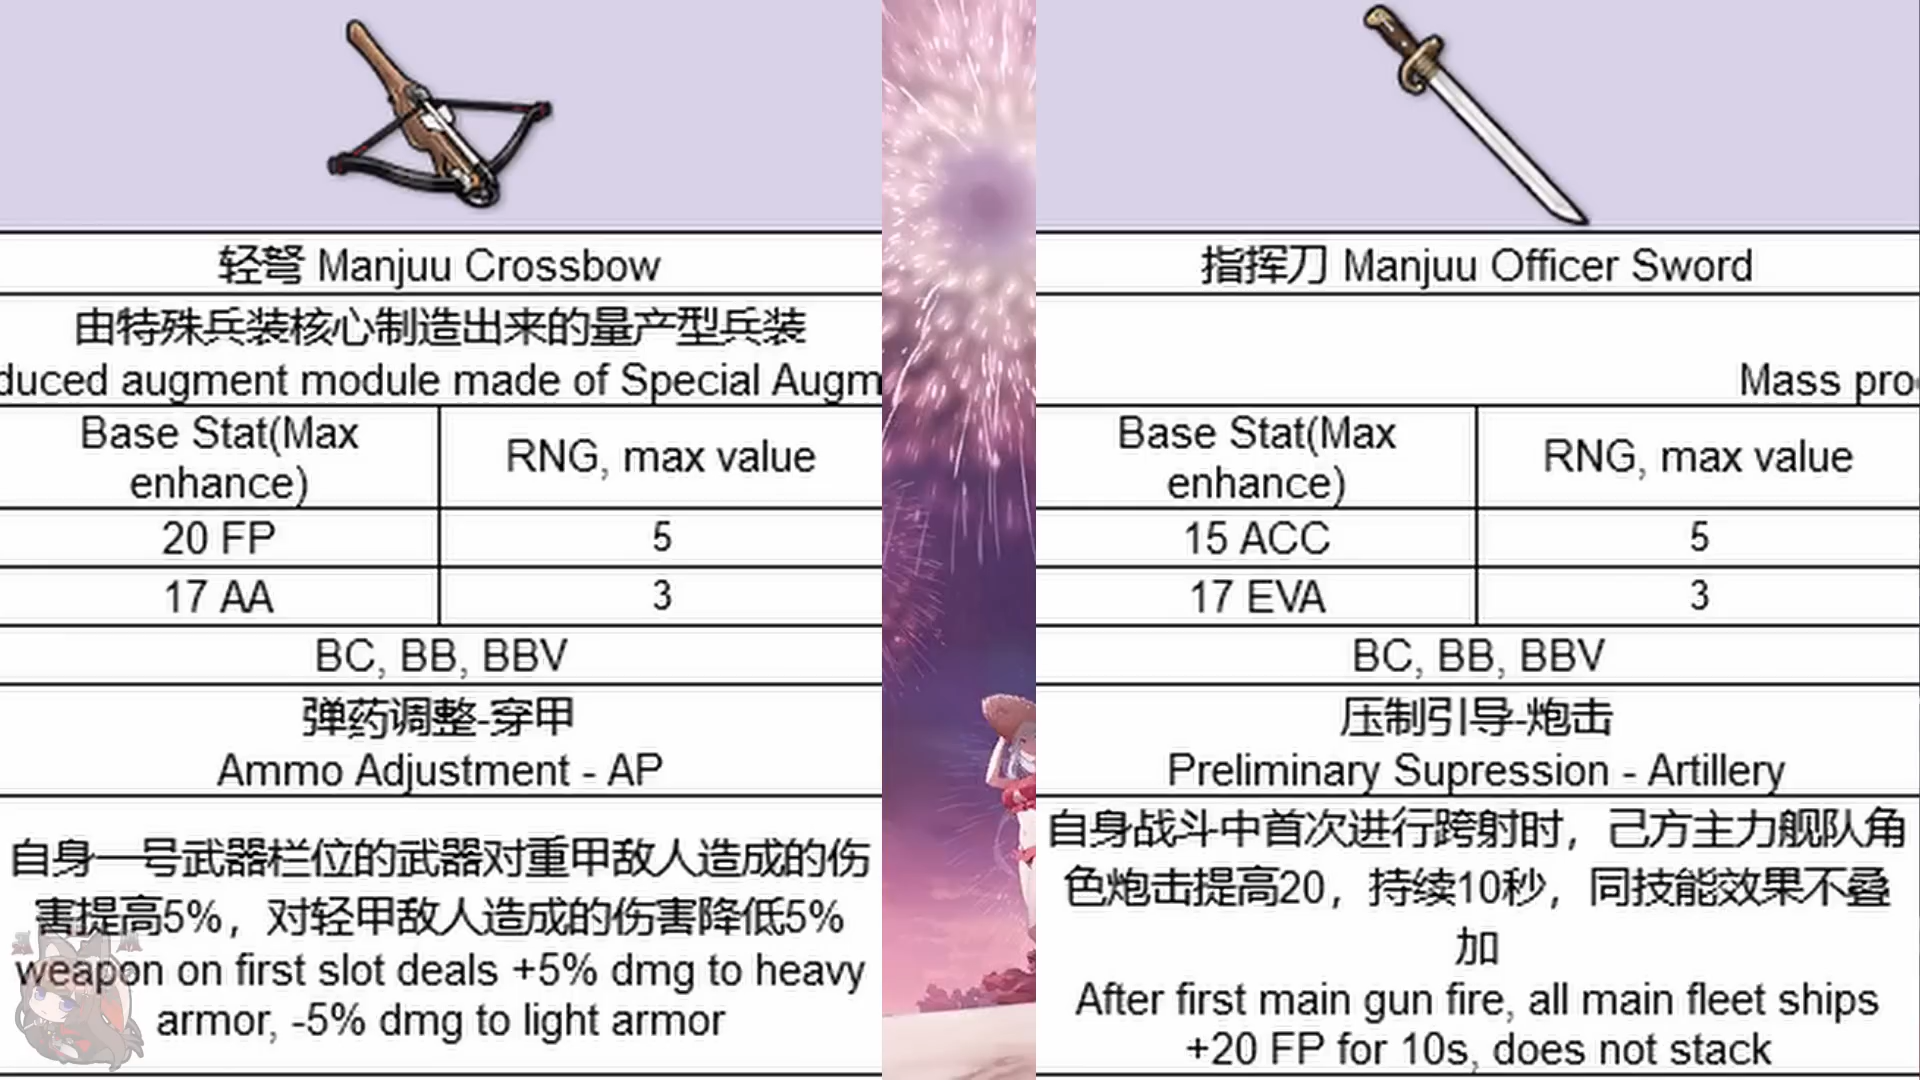 轻弩 Manjuu Crossbow
由特殊兵装核心制造出来的量产型兵装
duced augment module made of Special Augm
Base Stat(Max
enhance)
RNG, max value
20 FP
5
17 AA
3
BC, BB, BBV
弹药调整-穿甲
Ammo Adjustment - AP
自身一号武器栏位的武器对重甲敌人造成的伤
害提高5%，对轻甲敌人造成的伤害降低5%
weapon on first slot deals +5% dmg to heavy
armor, -5% dmg to light armor
指挥刀 Manjuu Officer Sword
Mass pro
Base Stat(Max
enhance)
RNG, max value
15 ACC
5
17 EVA
3
BC, BB, BBV
压制引导-炮击
Preliminary Supression - Artillery
自身战斗中首次进行跨射时，己方主力舰队角
色炮击提高20，持续10秒，同技能效果不叠
加
After first main gun fire, all main fleet ships
+20 FP for 10s, does not stack